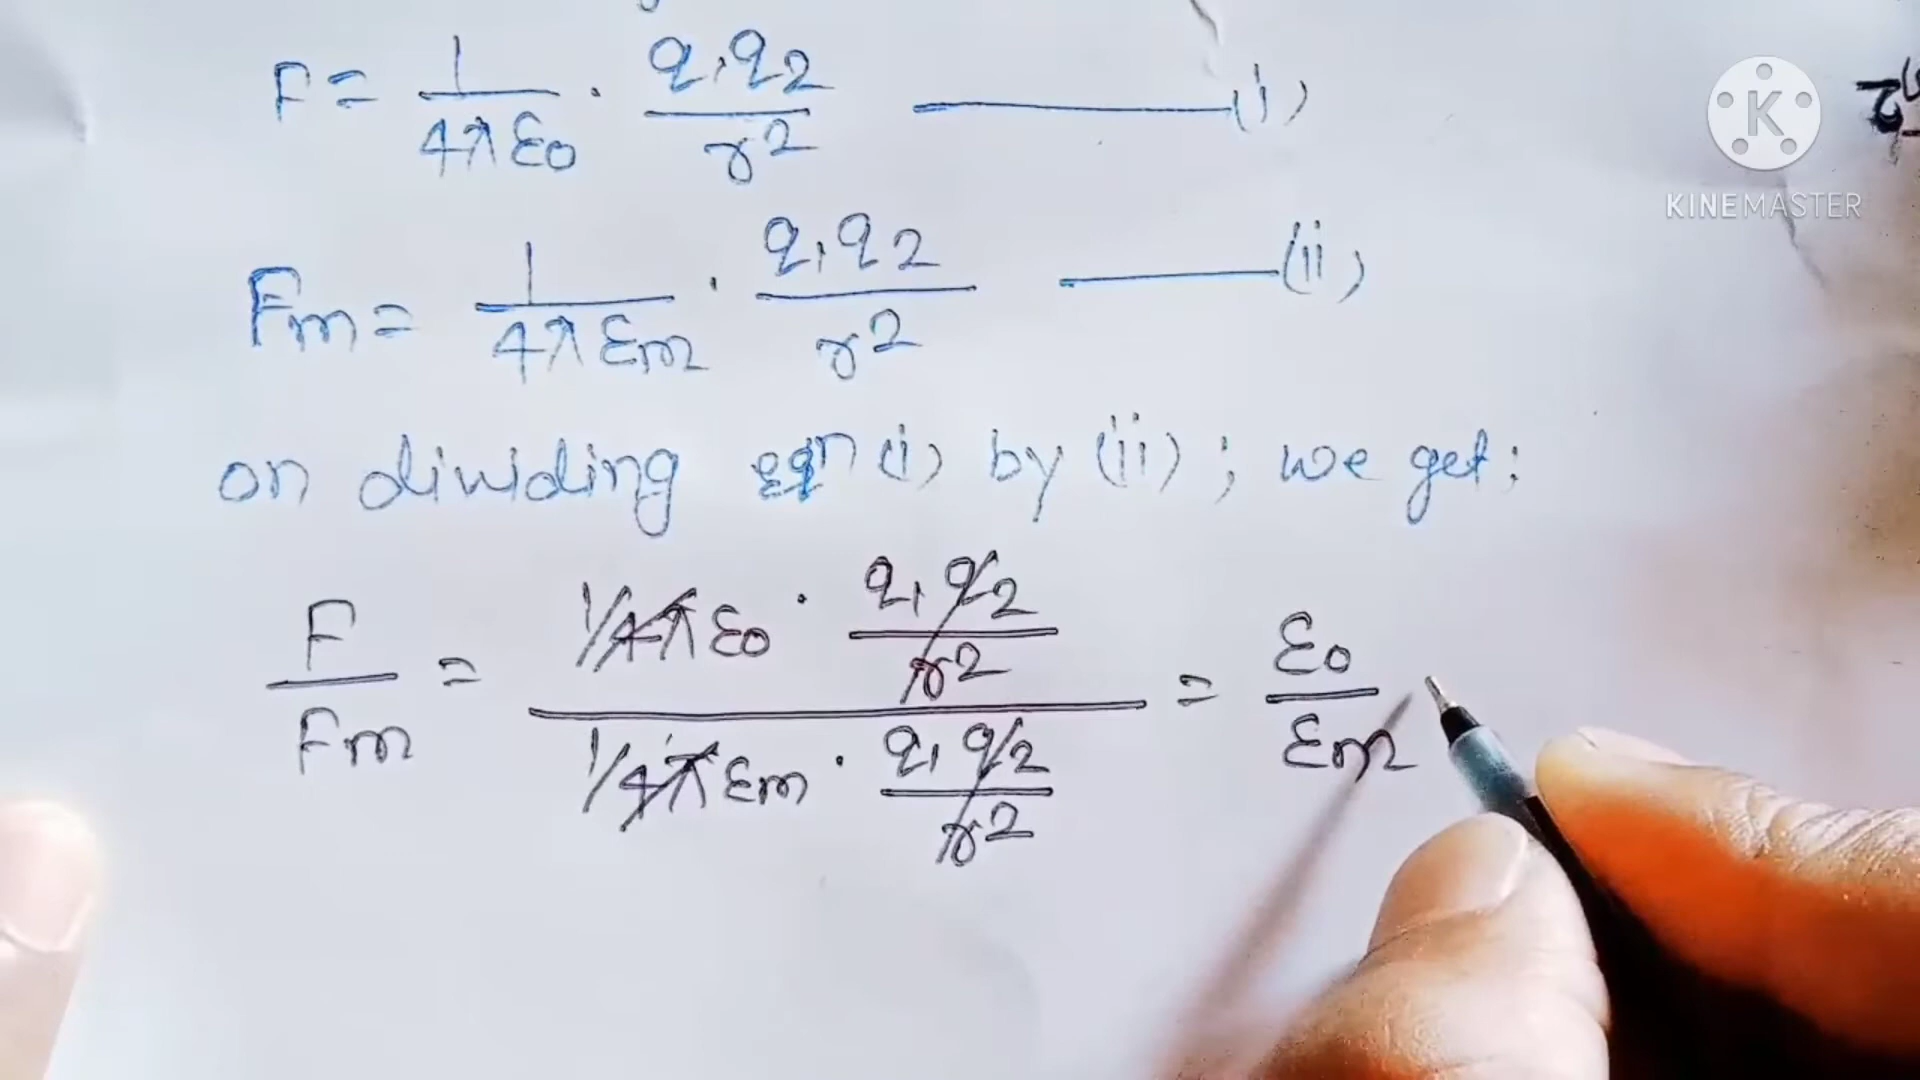 F = 1/4πε0 · q1q2/r2 ——— (i)
K
KINEMASTER
Fm = 1/4πεm · q1q2/r2 ——— (ii)
on dividing eqn (i) by (ii); we get:
F/Fm = 1/4πε0 · q1q2/r2 / 1/4πεm · q1q2/r2 = ε0/εm